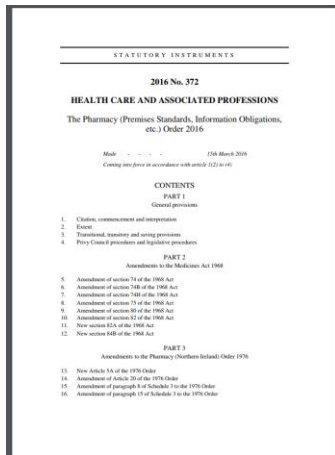 STATUTORY INSTRUMENTS
2016 No. 372
HEALTH CARE AND ASSOCIATED PROFESSIONS
The Pharmacy (Premises Standards, Information Obligations,
etc.) Order 2016
Made - - - - 15th March 2016
Coming into force in accordance with article 1(2) to (4)
CONTENTS
PART 1
General provisions
1. Citation, commencement and interpretation
2. Extent
3. Transitional, transitory and saving provisions
4. Privy Council procedures and legislative procedures
PART 2
Amendments to the Medicines Act 1968
5. Amendment of section 74 of the 1968 Act
6. Amendment of section 74B of the 1968 Act
7. Amendment of section 74H of the 1968 Act
8. Amendment of section 75 of the 1968 Act
9. Amendment of section 80 of the 1968 Act
10. Amendment of section 82 of the 1968 Act
11. New section 82A of the 1968 Act
12. New section 84B of the 1968 Act
PART 3
Amendments to the Pharmacy (Northern Ireland) Order 1976
13. New Article 5A of the 1976 Order
14. Amendment of Article 20 of the 1976 Order
15. Amendment of paragraph 8 of Schedule 3 to the 1976 Order
16. Amendment of paragraph 15 of Schedule 3 to the 1976 Order